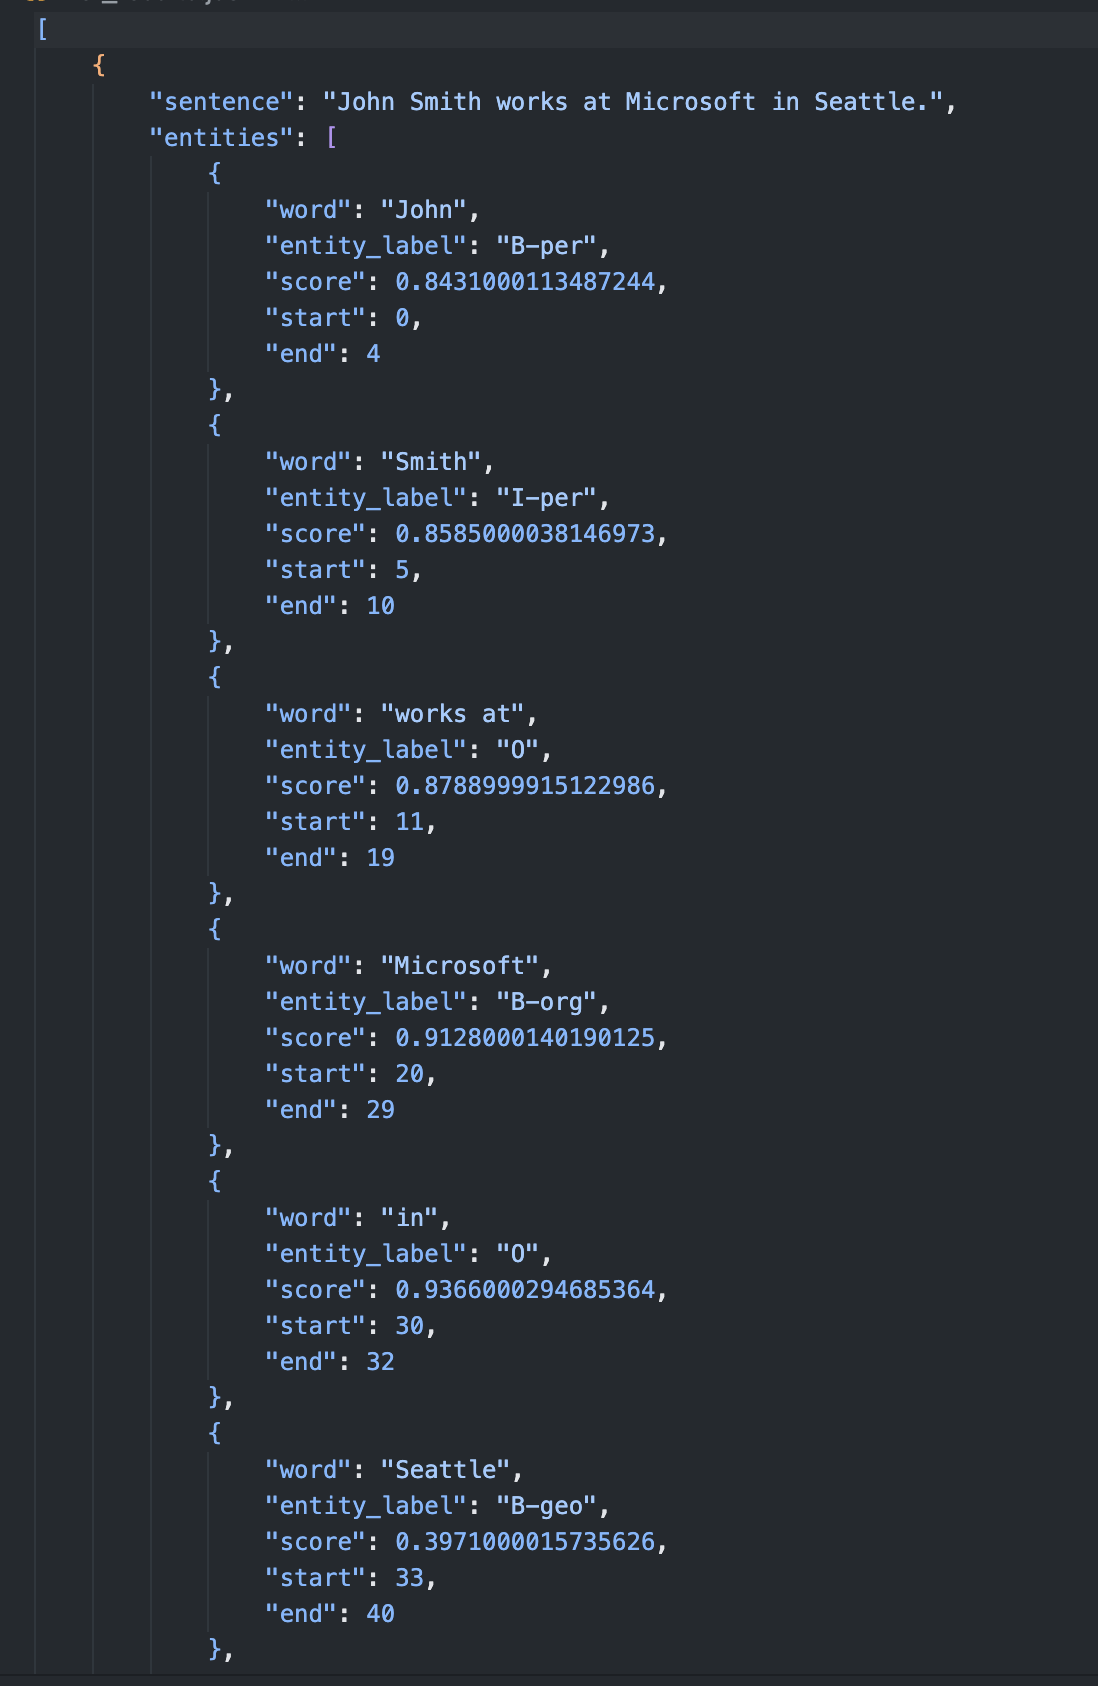 [
{
"sentence": "John Smith works at Microsoft in Seattle.",
"entities": [
{
"word": "John",
"entity_label": "B-per",
"score": 0.8431000113487244,
"start": 0,
"end": 4
},
{
"word": "Smith",
"entity_label": "I-per",
"score": 0.8585000038146973,
"start": 5,
"end": 10
},
{
"word": "works at",
"entity_label": "O",
"score": 0.8788999915122986,
"start": 11,
"end": 19
},
{
"word": "Microsoft",
"entity_label": "B-org",
"score": 0.9128000140190125,
"start": 20,
"end": 29
},
{
"word": "in",
"entity_label": "O",
"score": 0.9366000294685364,
"start": 30,
"end": 32
},
{
"word": "Seattle",
"entity_label": "B-geo",
"score": 0.3971000015735626,
"start": 33,
"end": 40
},